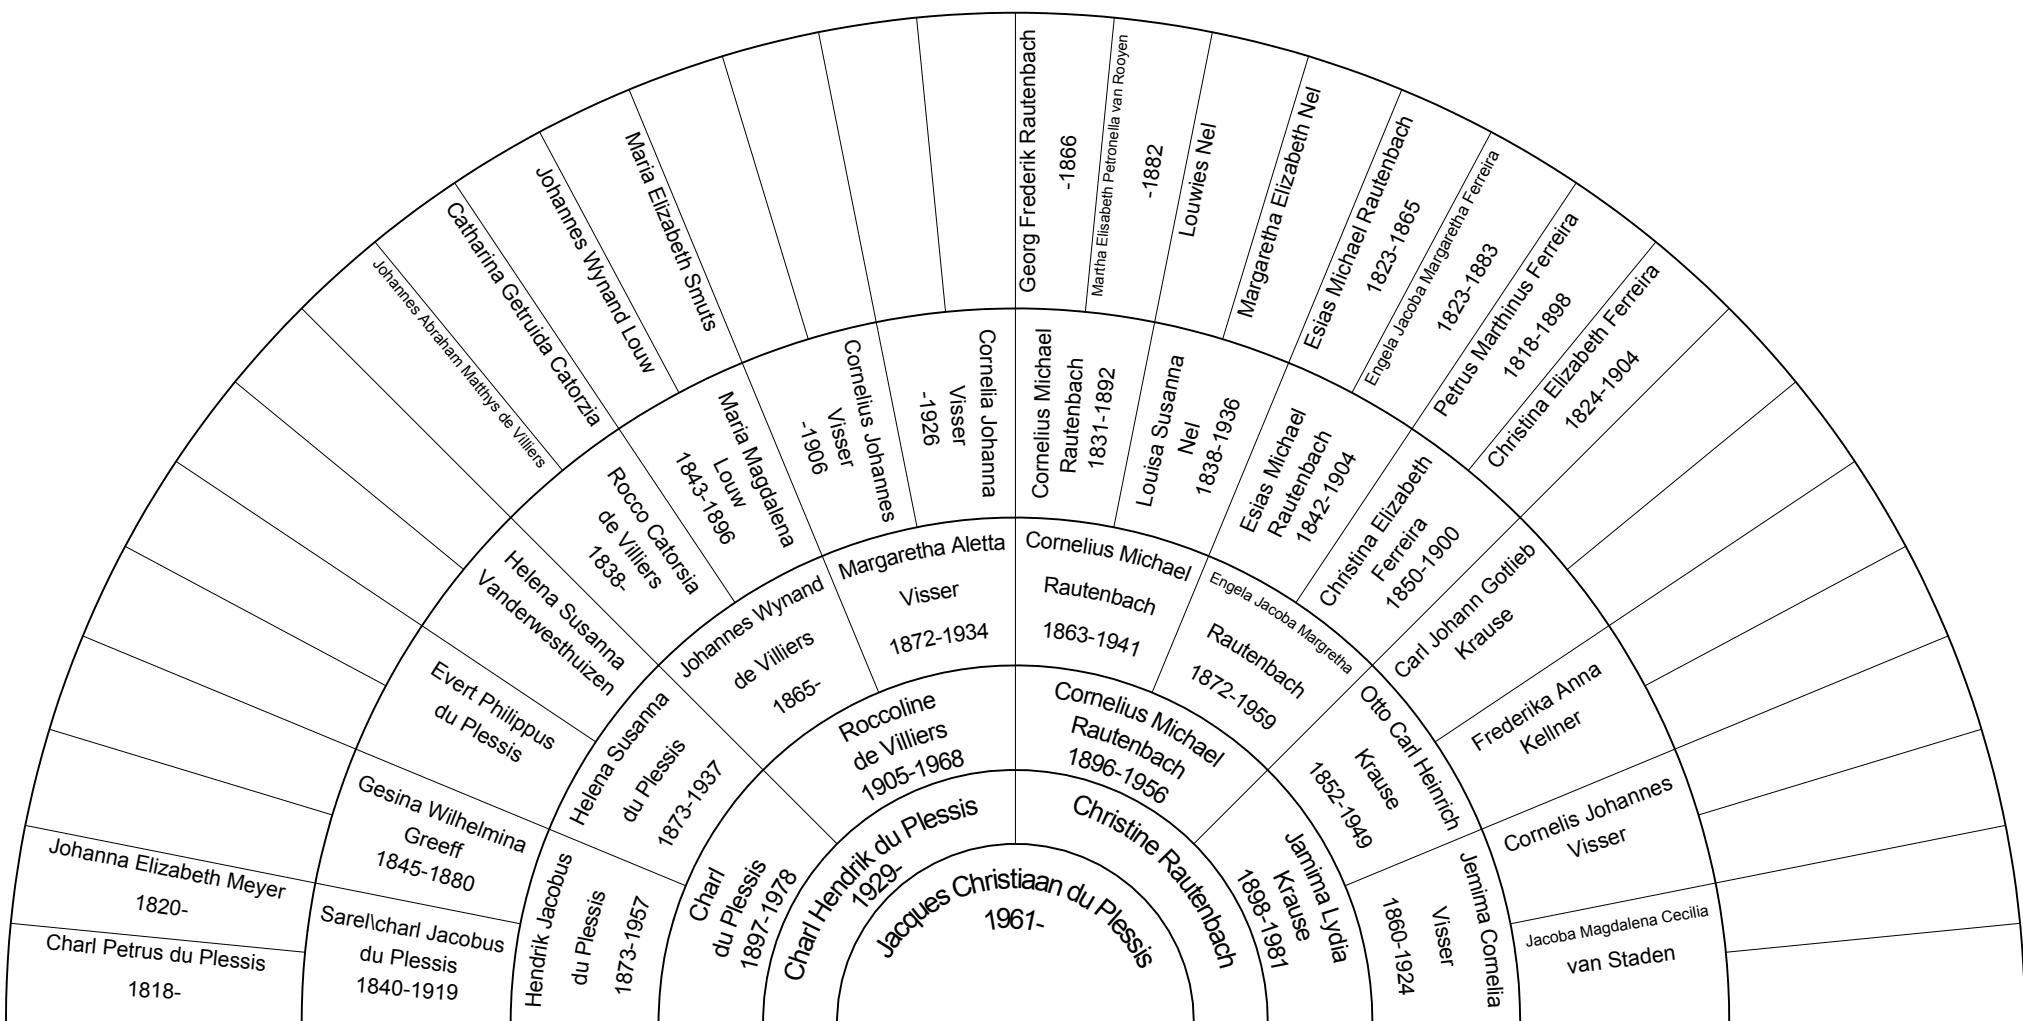 Jacques Christiaan du Plessis
1961-
Charl Hendrik du Plessis
1929-
Christine Rautenbach
Charl
du Plessis
1897-1978
Roccoline
de Villiers
1905-1968
Cornelius Michael
Rautenbach
1896-1956
Jamima Lydia
Krause
1898-1981
Hendrik Jacobus
du Plessis
1873-1957
Helena Susanna
du Plessis
1873-1937
Johannes Wynand
de Villiers
1865-
Margaretha Aletta
Visser
1872-1934
Cornelius Michael
Rautenbach
1863-1941
Engela Jacoba Margretha
Rautenbach
1872-1959
Otto Carl Heinrich
Krause
1852-1949
Jemima Cornelia
Visser
1860-1924
Sarel\charl Jacobus
du Plessis
1840-1919
Gesina Wilhelmina
Greeff
1845-1880
Evert Philippus
du Plessis
Helena Susanna
Vanderwesthuizen
Rocco Catorsia
de Villiers
1838-
Maria Magdalena
Louw
1843-1896
Cornelius Johannes
Visser
-1906
Cornelia Johanna
Visser
-1926
Cornelius Michael
Rautenbach
1831-1892
Louisa Susanna
Nel
1838-1936
Esias Michael
Rautenbach
1842-1904
Christina Elizabeth
Ferreira
1850-1900
Carl Johann Gotlieb
Krause
Frederika Anna
Kellner
Cornelis Johannes
Visser
Jacoba Magdalena Cecilia
van Staden
Charl Petrus du Plessis
1818-
Johanna Elizabeth Meyer
1820-
Johannes Abraham Matthys de Villiers
Catharina Getruida Catorzia
Johannes Wynand Louw
Maria Elizabeth Smuts
Georg Frederik Rautenbach
-1866
Martha Elisabeth Petronella van Rooyen
-1882
Louwies Nel
Margaretha Elizabeth Nel
Esias Michael Rautenbach
1823-1865
Engela Jacoba Margaretha Ferreira
1823-1883
Petrus Marthinus Ferreira
1818-1898
Christina Elizabeth Ferreira
1824-1904